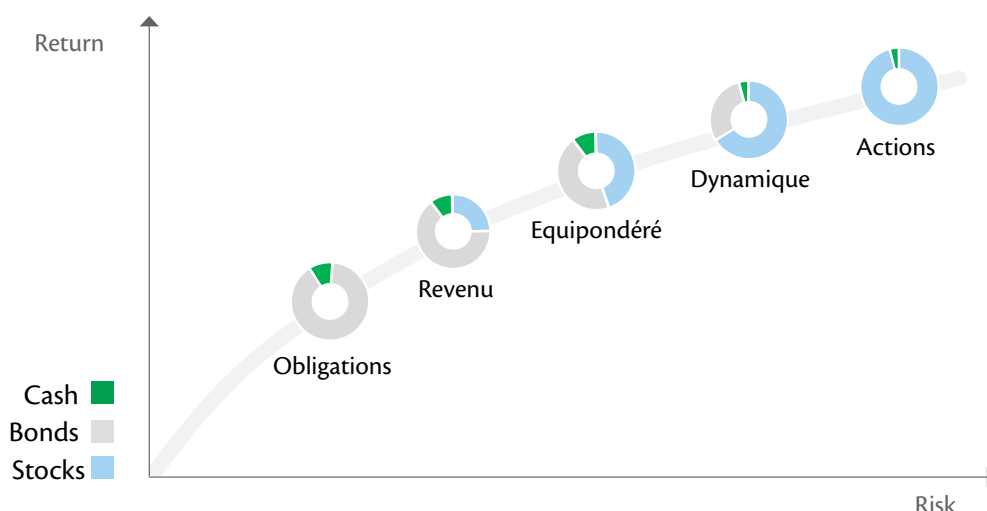 Return
Actions
Dynamique
Equipondéré
Revenu
Obligations
Cash
Bonds
Stocks
Risk